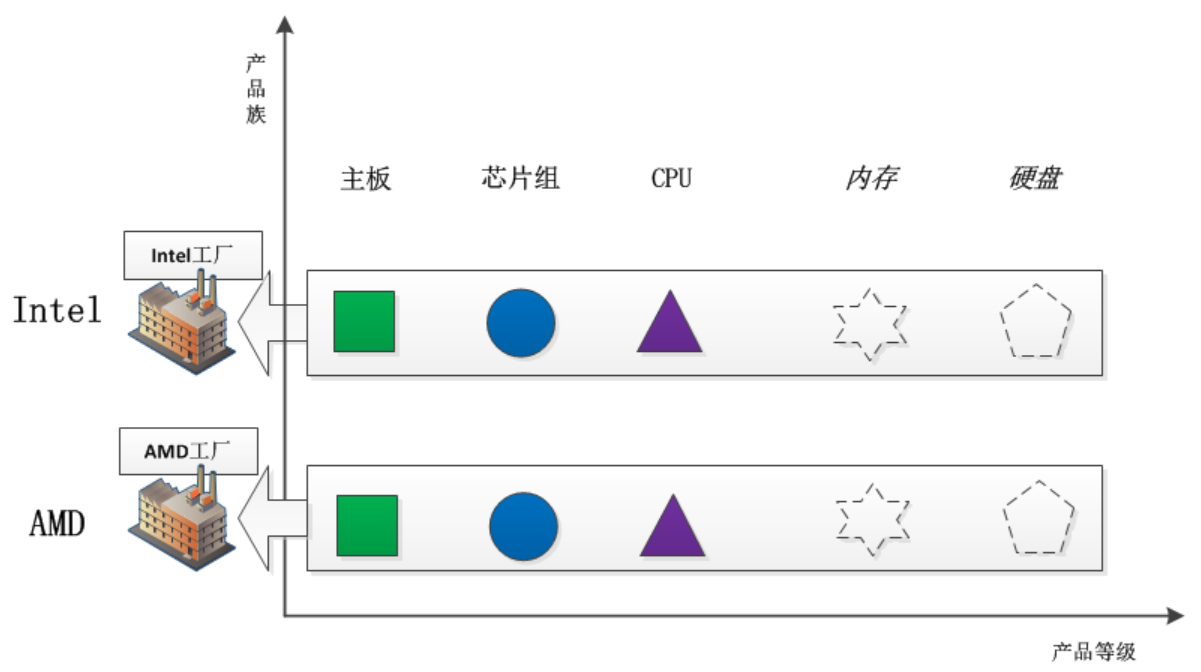 产品族
主板 芯片组 CPU 内存 硬盘
Intel工厂
Intel
AMD工厂
AMD
产品等级